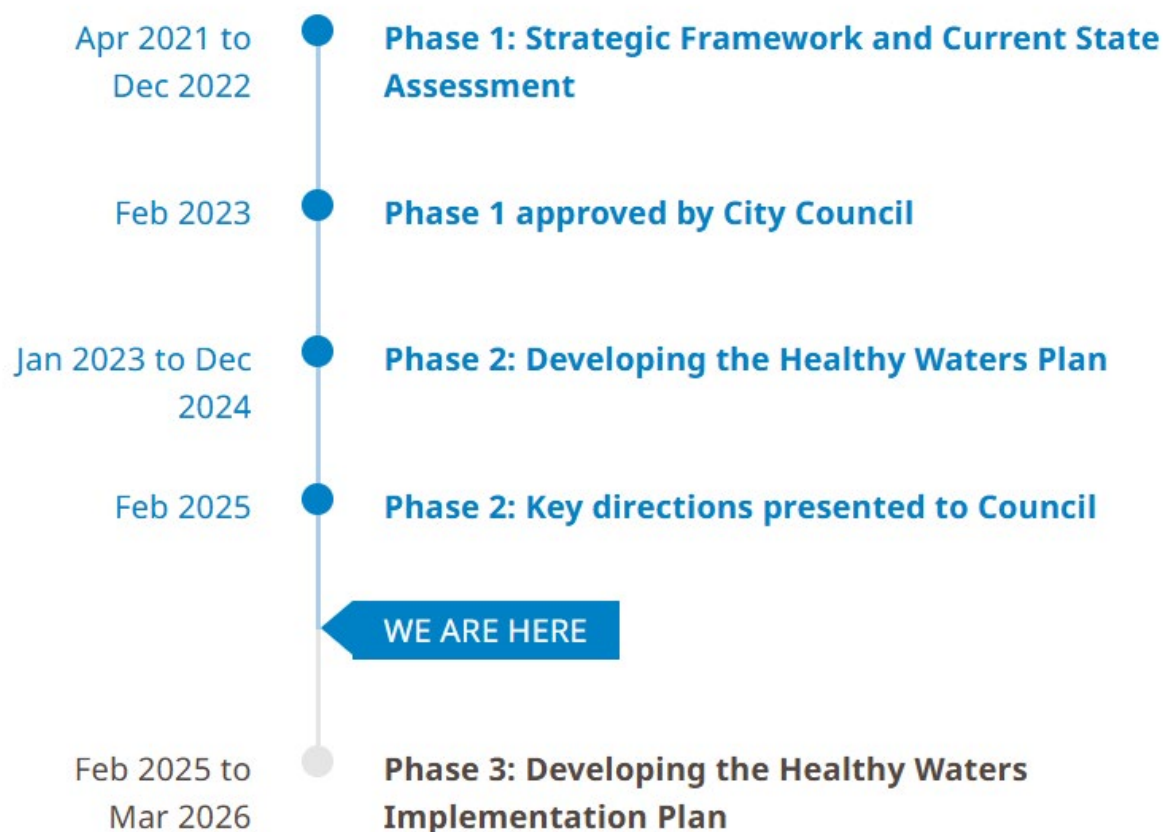 Apr 2021 to
Dec 2022
Phase 1: Strategic Framework and Current State
Assessment
Feb 2023
Phase 1 approved by City Council
Jan 2023 to Dec
2024
Phase 2: Developing the Healthy Waters Plan
Feb 2025
Phase 2: Key directions presented to Council
WE ARE HERE
Feb 2025 to
Mar 2026
Phase 3: Developing the Healthy Waters
Implementation Plan